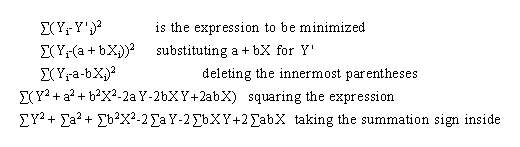 ∑(Yᵢ-Y'ᵢ)² is the expression to be minimized
∑(Yᵢ-(a + bXᵢ))² substituting a + bX for Y'
∑(Yᵢ-a-bXᵢ)² deleting the innermost parentheses
∑(Y² + a² + b²X²-2aY-2bXY+2abX) squaring the expression
∑Y² + ∑a² + ∑b²X²-2∑aY-2∑bXY+2∑abX taking the summation sign inside